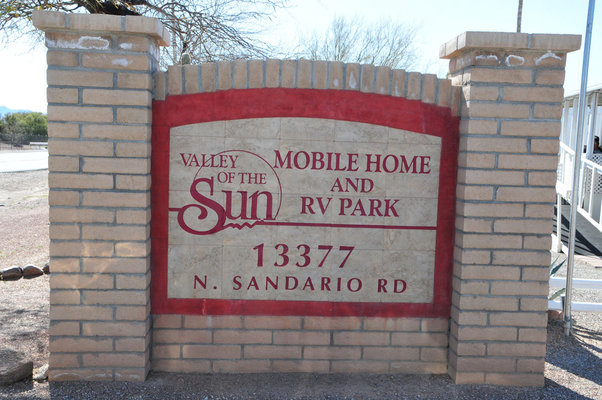 VALLEY
OF THE
Sun
MOBILE HOME
AND
RV PARK
13377
N. SANDARIO RD